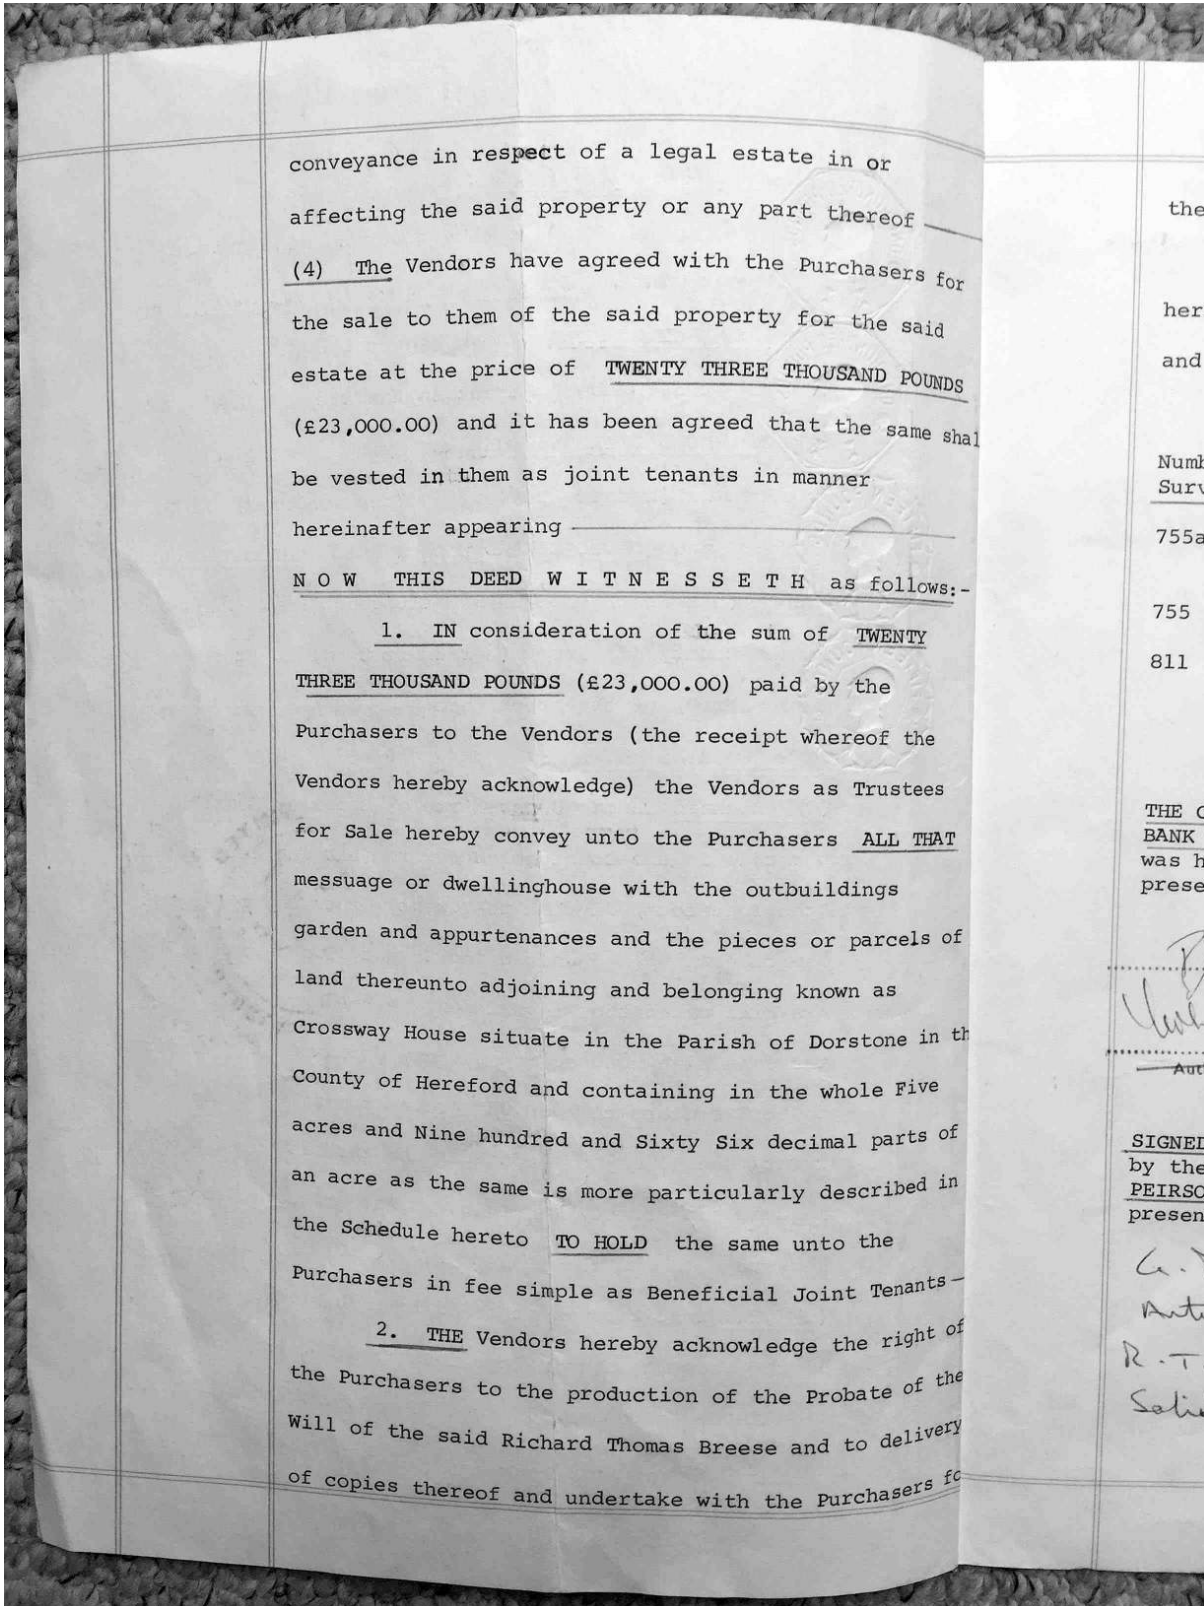 conveyance in respect of a legal estate in or
affecting the said property or any part thereof
(4) The Vendors have agreed with the Purchasers for
the sale to them of the said property for the said
estate at the price of TWENTY THREE THOUSAND POUNDS
(£23,000.00) and it has been agreed that the same shal
be vested in them as joint tenants in manner
hereinafter appearing
N O W THIS DEED W I T N E S S E T H as follows:-
1. IN consideration of the sum of TWENTY
THREE THOUSAND POUNDS (£23,000.00) paid by the
Purchasers to the Vendors (the receipt whereof the
Vendors hereby acknowledge) the Vendors as Trustees
for Sale hereby convey unto the Purchasers ALL THAT
messuage or dwellinghouse with the outbuildings
garden and appurtenances and the pieces or parcels of
land thereunto adjoining and belonging known as
Crossway House situate in the Parish of Dorstone in th
County of Hereford and containing in the whole Five
acres and Nine hundred and Sixty Six decimal parts of
an acre as the same is more particularly described in
the Schedule hereto TO HOLD the same unto the
Purchasers in fee simple as Beneficial Joint Tenants—
2. THE Vendors hereby acknowledge the right of
the Purchasers to the production of the Probate of the
Will of the said Richard Thomas Breese and to delivery
of copies thereof and undertake with the Purchasers fo
the
her
and
Numb
Surv
755a
755
811
THE
BANK
was h
prese
Aut
SIGNED
by the
PEIRSO
presen
R. T